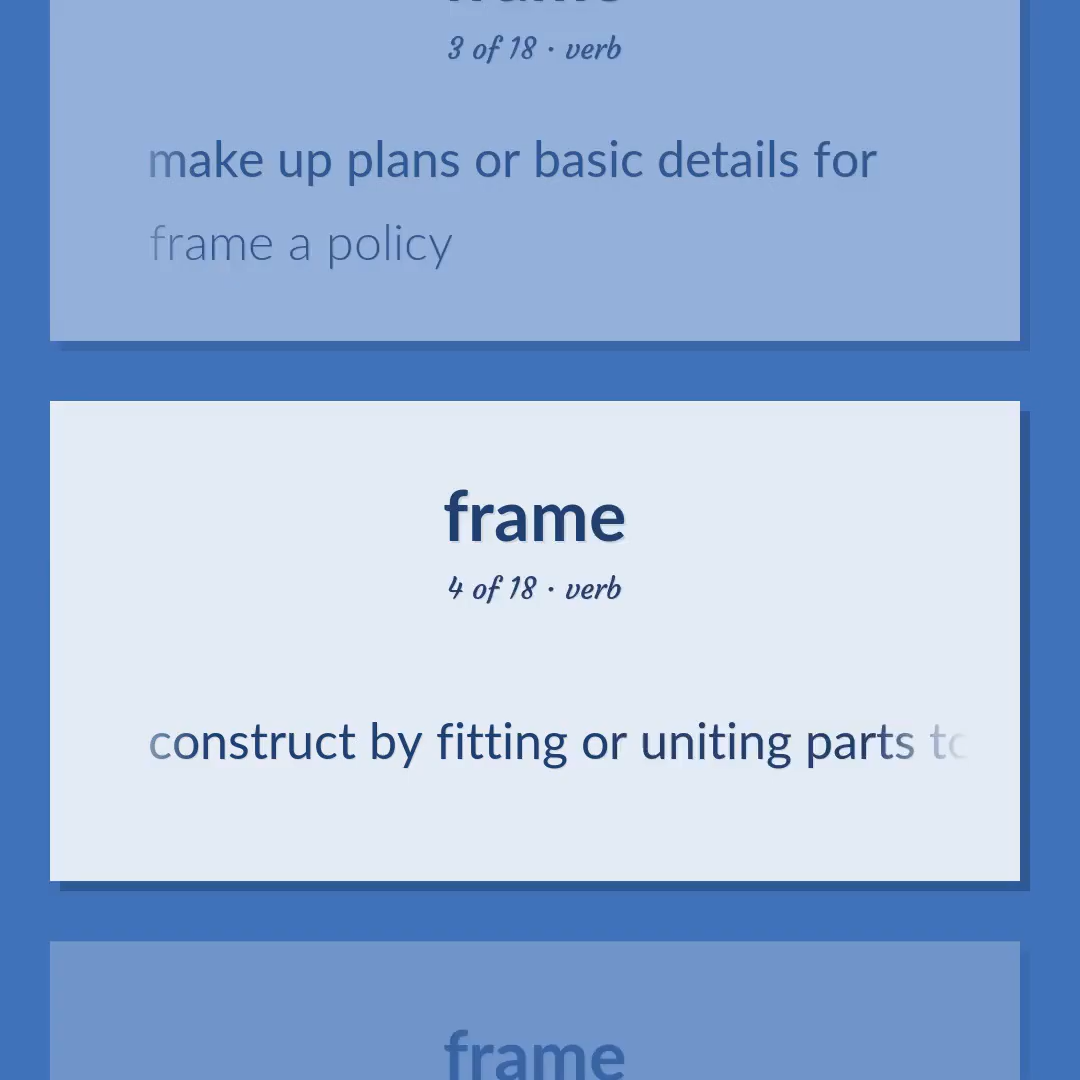 frame
3 of 18 · verb
make up plans or basic details for
frame a policy
frame
4 of 18 · verb
construct by fitting or uniting parts
frame